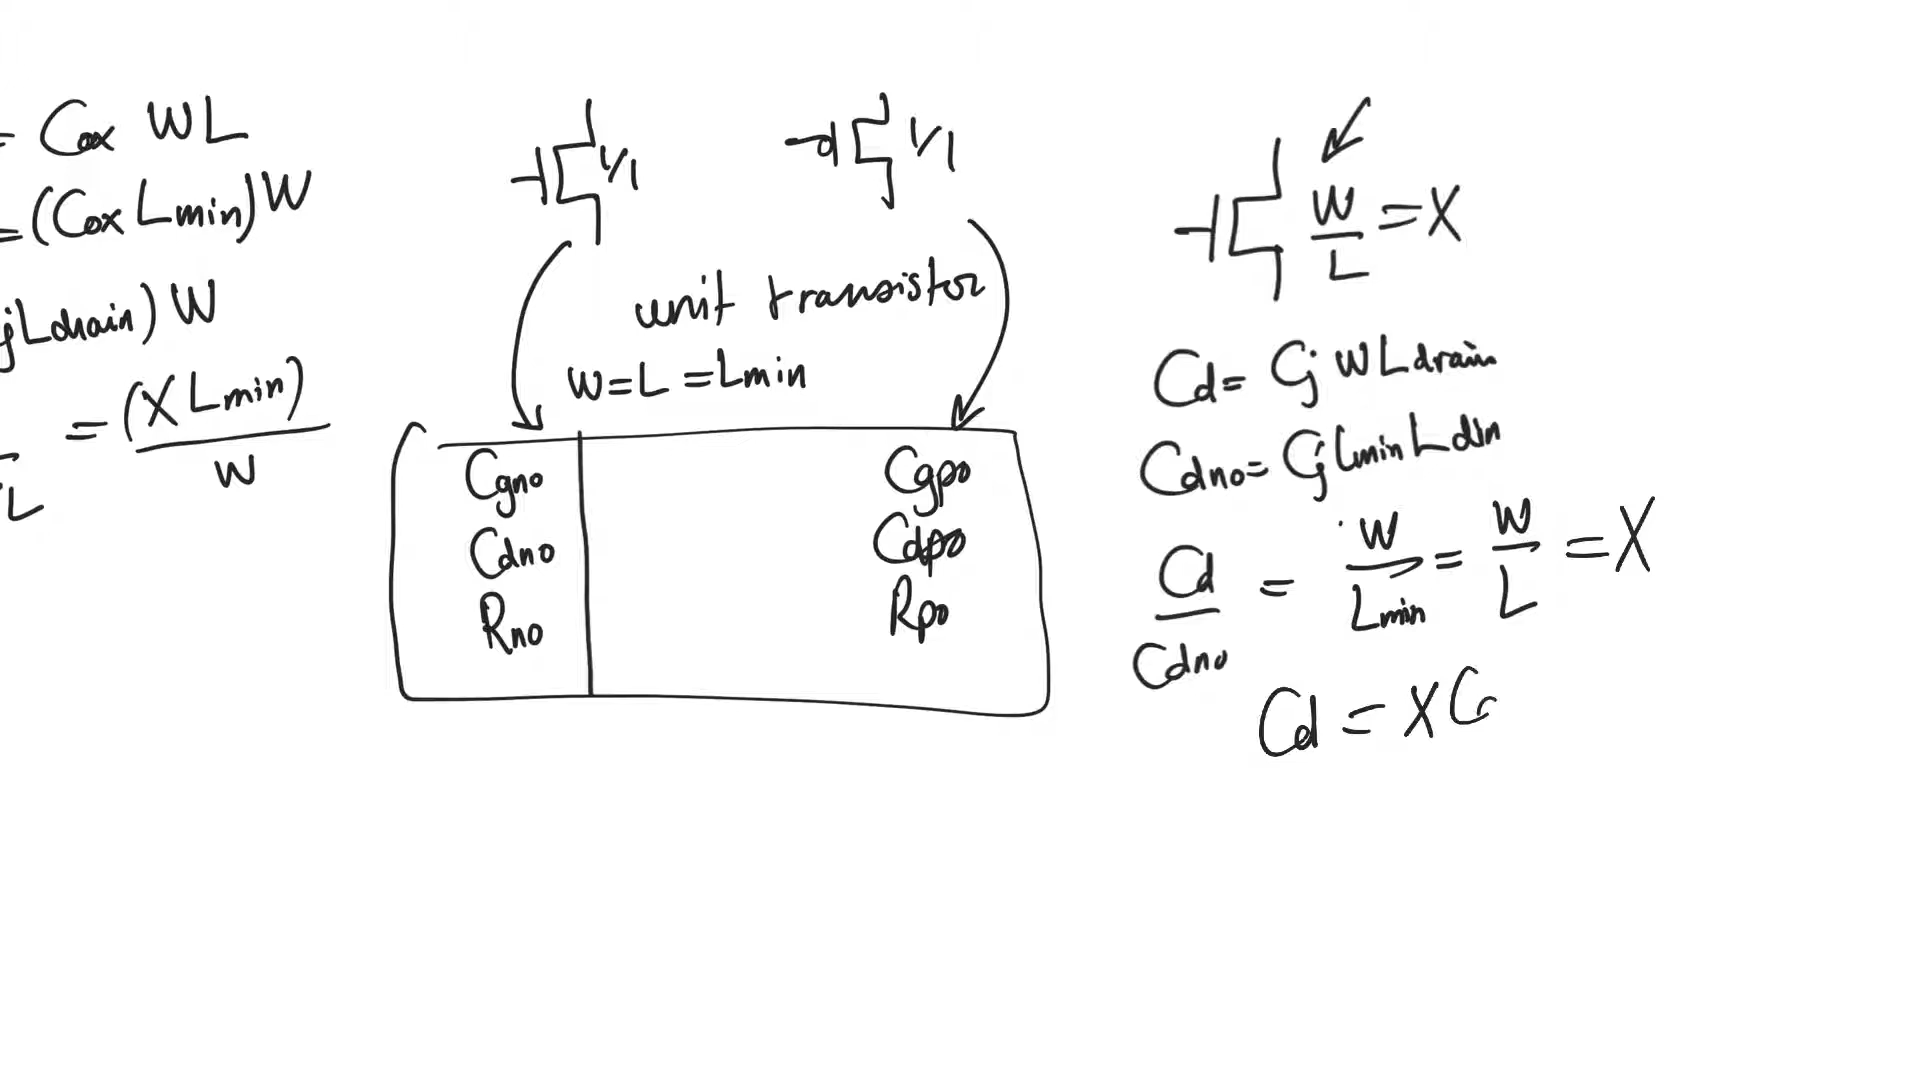 = Cox WL
= (Cox Lmin) W
jLdrain) W
= (X Lmin)
W
L
1/1
1/1
unit transistor
W = L = Lmin
Cgno
Cdno
Rno
Cgpo
Cdpo
Rpo
W/L = X
Cd = Cj W Ldrain
Cdno = Cj Lmin Ldin
Cd/Cdno = W/Lmin = W/L = X
Cd = X C